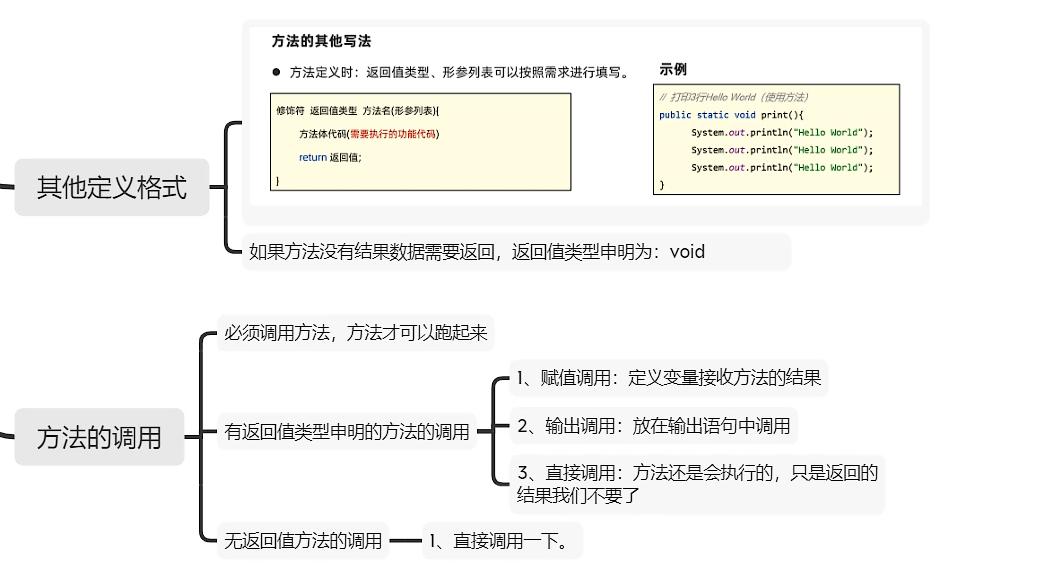 方法的其他写法
● 方法定义时：返回值类型、形参列表可以按照需求进行填写。
修饰符 返回值类型 方法名(形参列表){
方法体代码(需要执行的功能代码)
return 返回值;
}
示例
// 打印3行Hello World（使用方法）
public static void print(){
System.out.println("Hello World");
System.out.println("Hello World");
System.out.println("Hello World");
}
其他定义格式
如果方法没有结果数据需要返回，返回值类型申明为：void
必须调用方法，方法才可以跑起来
方法的调用
有返回值类型申明的方法的调用
1、赋值调用：定义变量接收方法的结果
2、输出调用：放在输出语句中调用
3、直接调用：方法还是会执行的，只是返回的
结果我们不要了
无返回值方法的调用
1、直接调用一下。